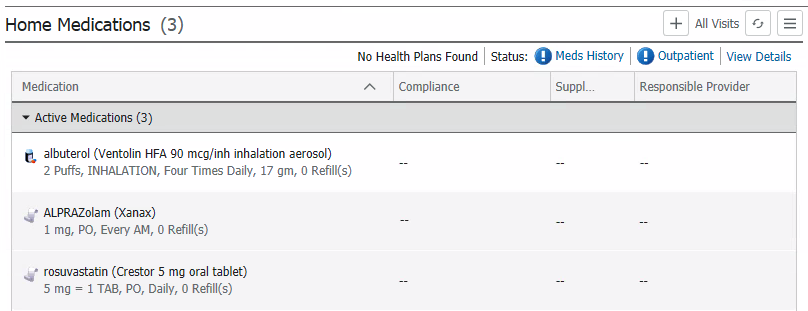 Home Medications (3)
All Visits
No Health Plans Found Status: Meds History Outpatient View Details
Medication Compliance Suppl... Responsible Provider
Active Medications (3)
albuterol (Ventolin HFA 90 mcg/inh inhalation aerosol)
2 Puffs, INHALATION, Four Times Daily, 17 gm, 0 Refill(s)
-- -- --
ALPRAZolam (Xanax)
1 mg, PO, Every AM, 0 Refill(s)
-- -- --
rosuvastatin (Crestor 5 mg oral tablet)
5 mg = 1 TAB, PO, Daily, 0 Refill(s)
-- -- --